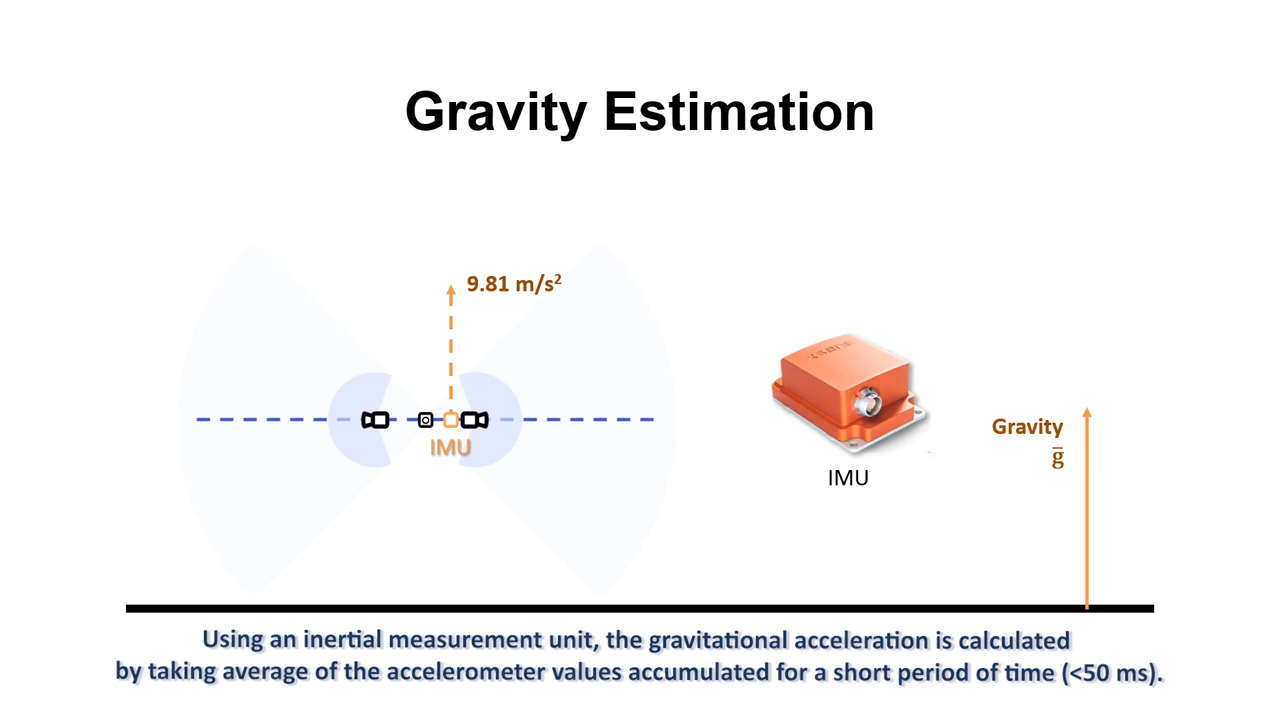 Gravity Estimation
9.81 m/s²
IMU
IMU
Gravity
g̅
Using an inertial measurement unit, the gravitational acceleration is calculated
by taking average of the accelerometer values accumulated for a short period of time (<50 ms).